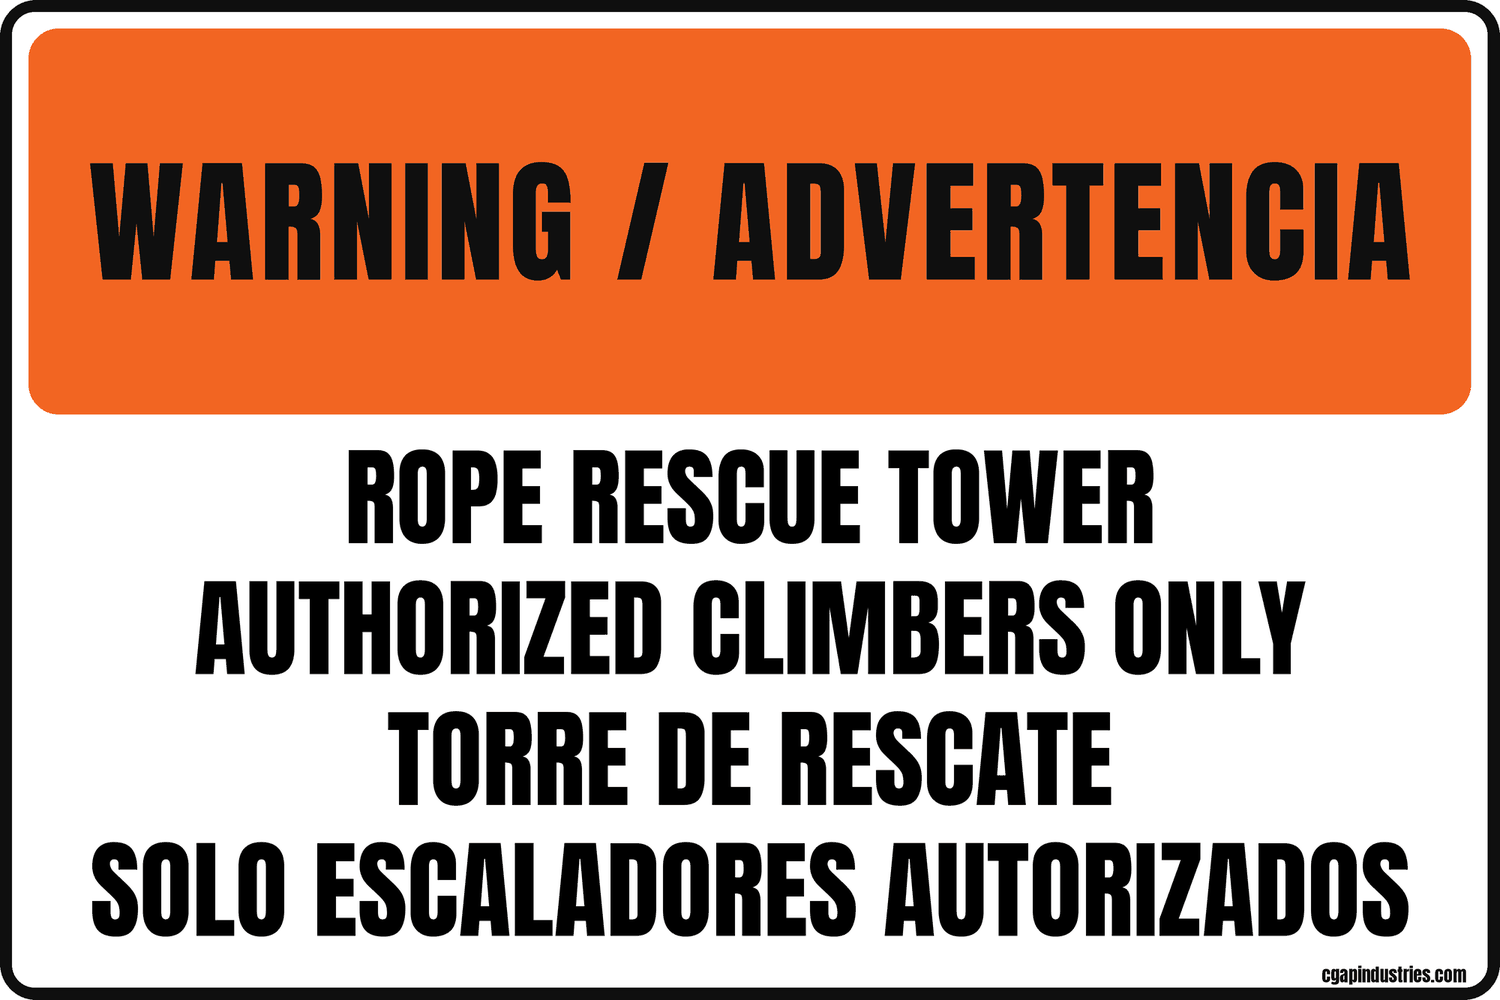 WARNING / ADVERTENCIA
ROPE RESCUE TOWER
AUTHORIZED CLIMBERS ONLY
TORRE DE RESCATE
SOLO ESCALADORES AUTORIZADOS
cgapindustries.com